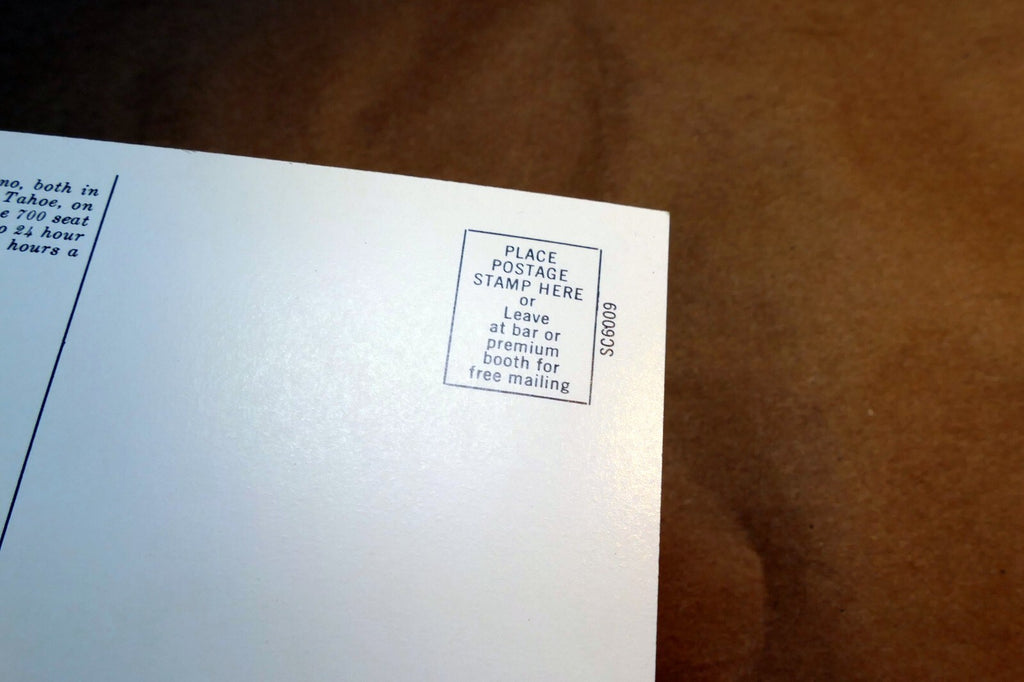 no, both in
Tahoe, on
e 700 seat
o 24 hour
hours a
PLACE
POSTAGE
STAMP HERE
or
Leave
at bar or
premium
booth for
free mailing
SC6009